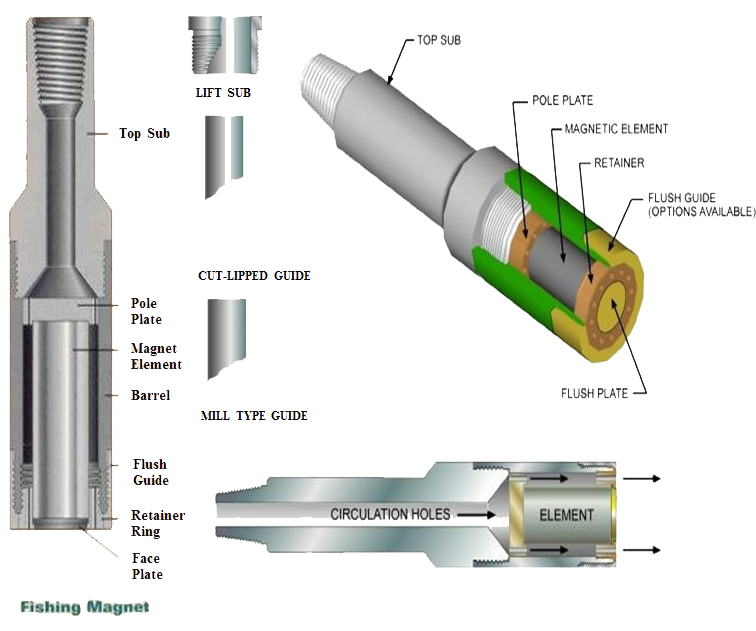 Top Sub
Pole
Plate
Magnet
Element
Barrel
Flush
Guide
Retainer
Ring
Face
Plate
Fishing Magnet
LIFT SUB
CUT-LIPPED GUIDE
MILL TYPE GUIDE
TOP SUB
POLE PLATE
MAGNETIC ELEMENT
RETAINER
FLUSH GUIDE
(OPTIONS AVAILABLE)
FLUSH PLATE
CIRCULATION HOLES
ELEMENT